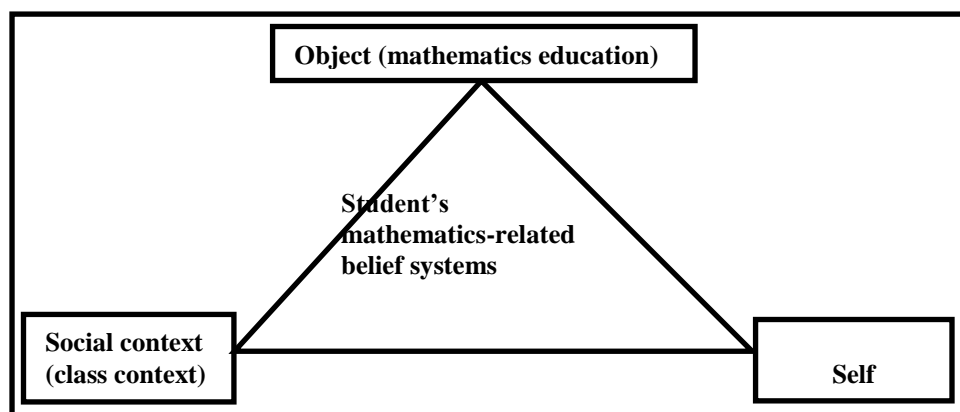 Object (mathematics education)
Student’s
mathematics-related
belief systems
Social context
(class context)
Self